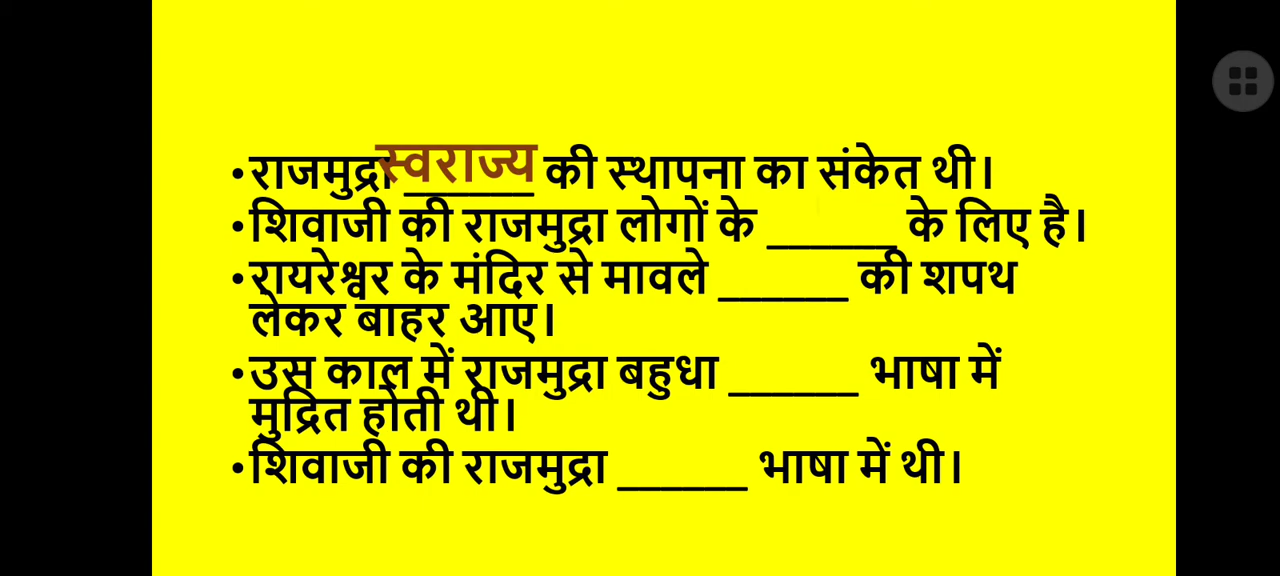 •राजमुद्रा स्वराज्य की स्थापना का संकेत थी।
•शिवाजी की राजमुद्रा लोगों के ______ के लिए है।
•रायरेश्वर के मंदिर से मावले ______ की शपथ
लेकर बाहर आए।
•उस काल में राजमुद्रा बहुधा ______ भाषा में
मुद्रित होती थी।
•शिवाजी की राजमुद्रा ______ भाषा में थी।